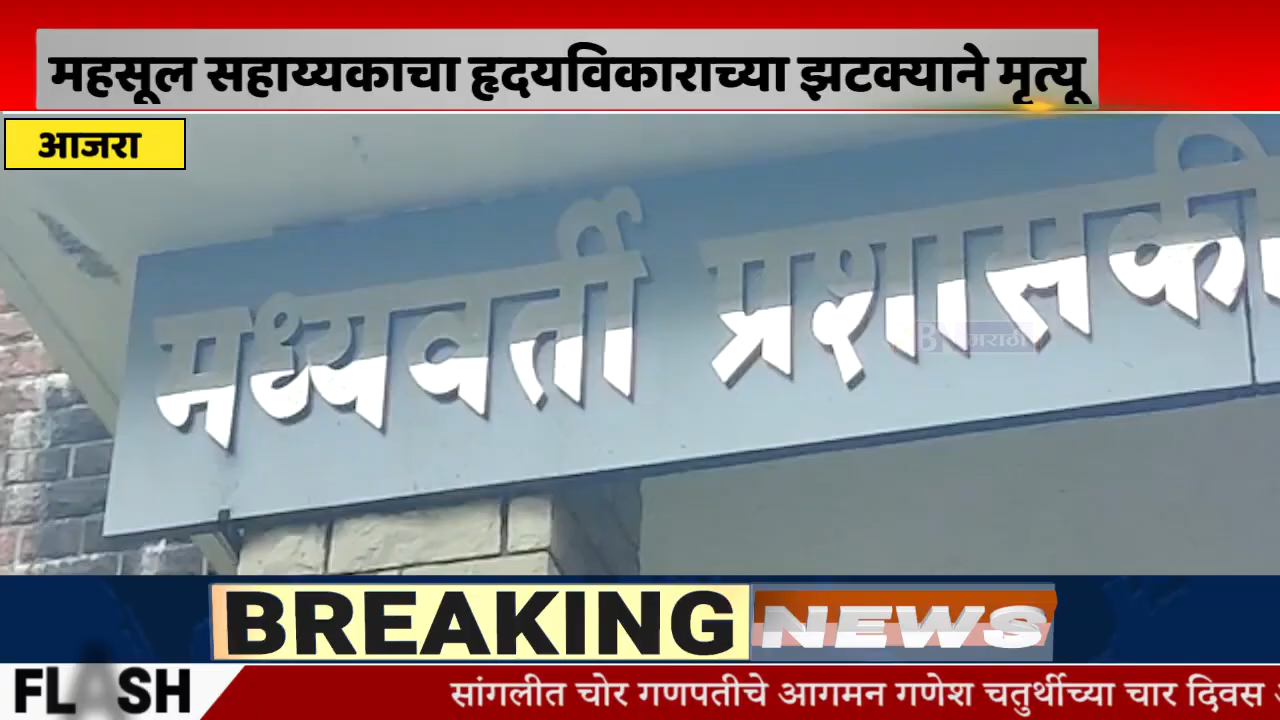 महसूल सहाय्यकाचा हृदयविकाराच्या झटक्याने मृत्यू
आजरा
मध्यवर्ती प्रशासकी
B मराठी
BREAKING NEWS
FLASH
सांगलीत चोर गणपतीचे आगमन गणेश चतुर्थीच्या चार दिवस